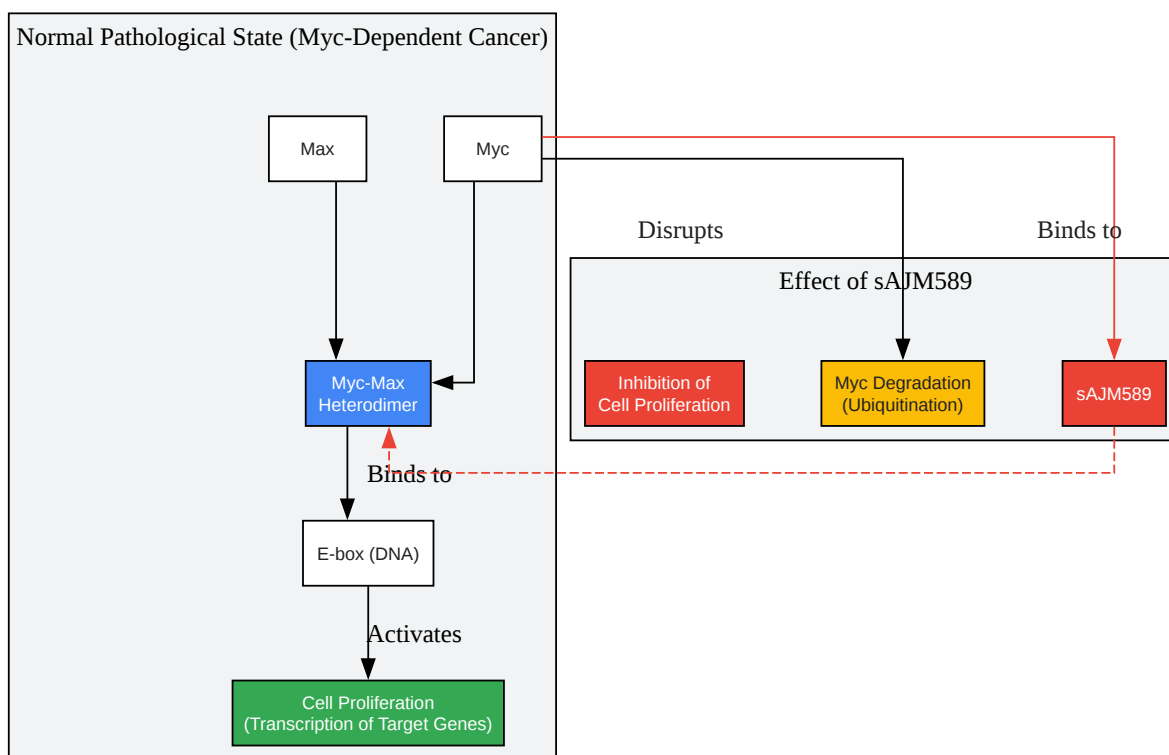 Normal Pathological State (Myc-Dependent Cancer)
Max
Myc
Disrupts
Binds to
Effect of sAJM589
Myc-Max
Heterodimer
Inhibition of
Cell Proliferation
Myc Degradation
(Ubiquitination)
sAJM589
Binds to
E-box (DNA)
Activates
Cell Proliferation
(Transcription of Target Genes)